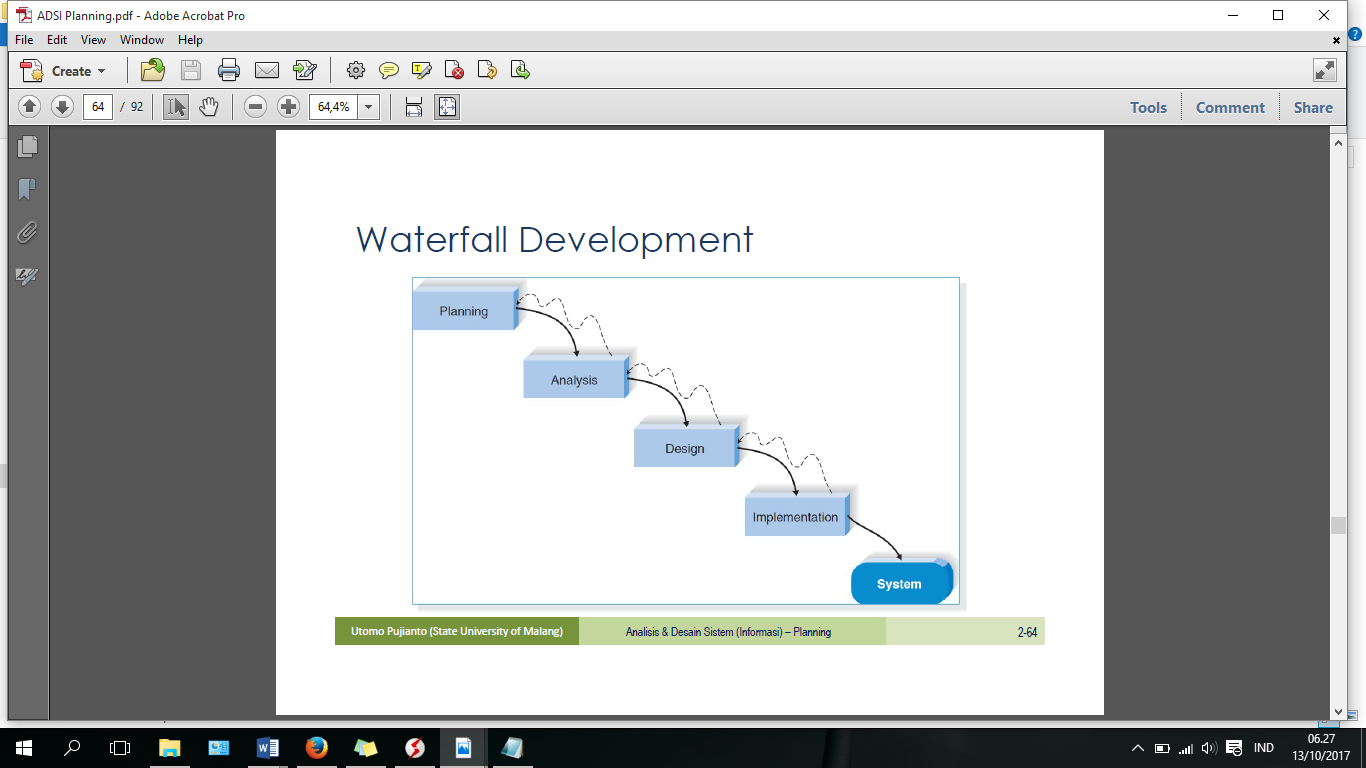 ADSI Planning.pdf - Adobe Acrobat Pro
File Edit View Window Help
Create
64 / 92 64,4% Tools Comment Share
Waterfall Development
Planning
Analysis
Design
Implementation
System
Utomo Pujianto (State University of Malang) Analisis & Desain Sistem (Informasi) – Planning 2-64
IND 06.27
13/10/2017